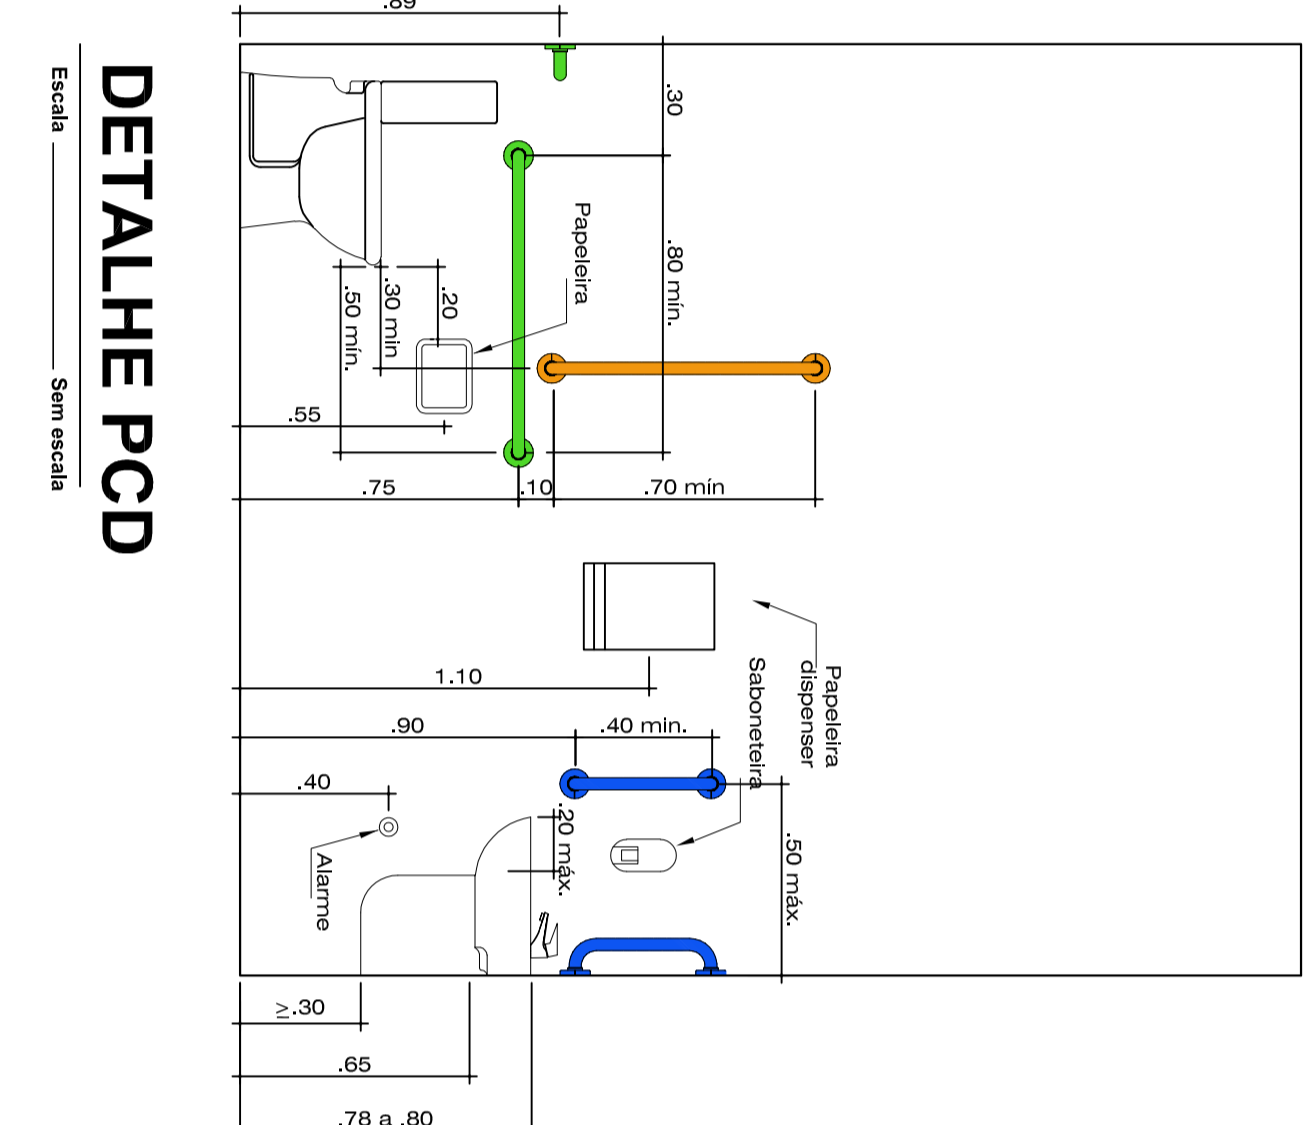 DETALHE PCD
Escala
Sem escala
.89
.30
.80 mín.
Papeleira
.20
.30 min
.50 mín.
.55
.75
.10
.70 mín
1.10
Papeleira
dispenser
Saboneteira
.90
.40 min.
.40
Alarme
.20 máx.
.50 máx.
≥.30
.65
.78 a .80